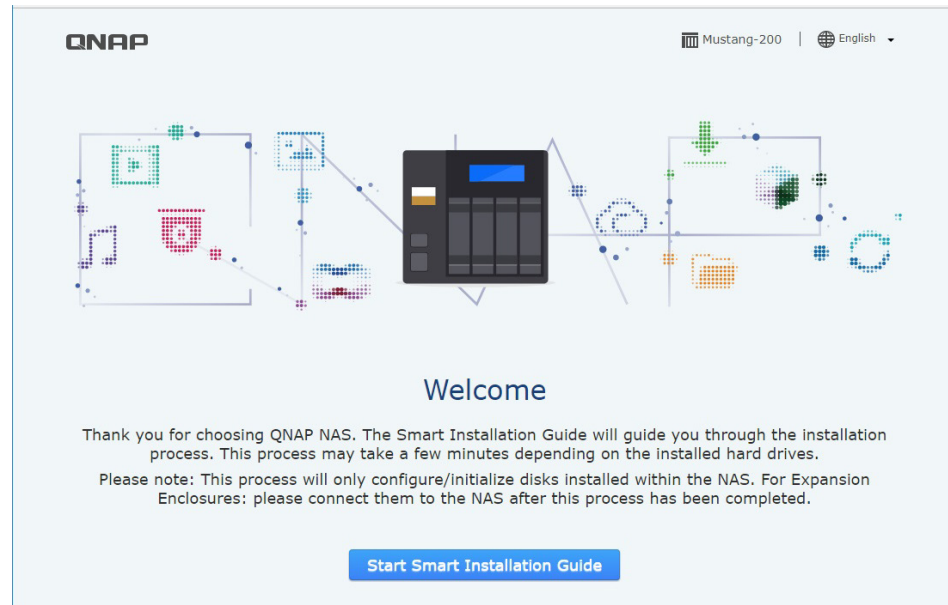 QNAP
Mustang-200 | English
Welcome
Thank you for choosing QNAP NAS. The Smart Installation Guide will guide you through the installation
process. This process may take a few minutes depending on the installed hard drives.
Please note: This process will only configure/initialize disks installed within the NAS. For Expansion
Enclosures: please connect them to the NAS after this process has been completed.
Start Smart Installation Guide